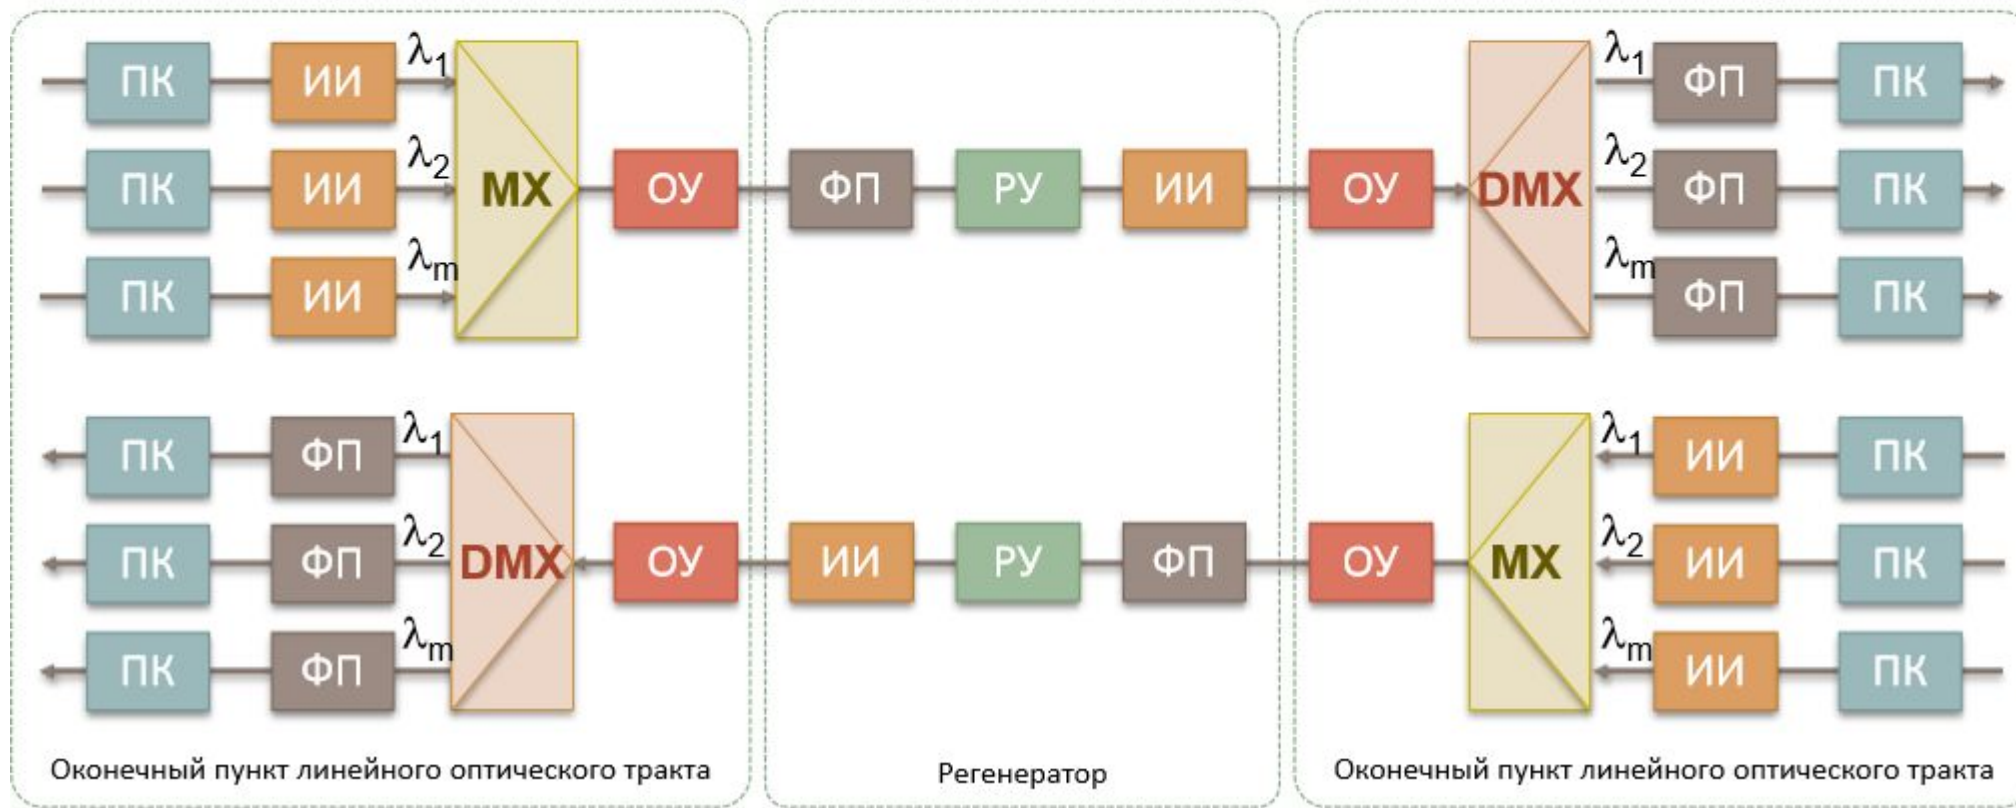 ПК ИИ λ1 λ1 ФП ПК
ПК ИИ λ2 MX ОУ ФП РУ ИИ ОУ DMX λ2 ФП ПК
ПК ИИ λm λm ФП ПК
ПК ФП λ1 λ1 ИИ ПК
ПК ФП λ2 DMX ОУ ИИ РУ ФП ОУ MX λ2 ИИ ПК
ПК ФП λm λm ИИ ПК
Оконечный пункт линейного оптического тракта
Регенератор
Оконечный пункт линейного оптического тракта